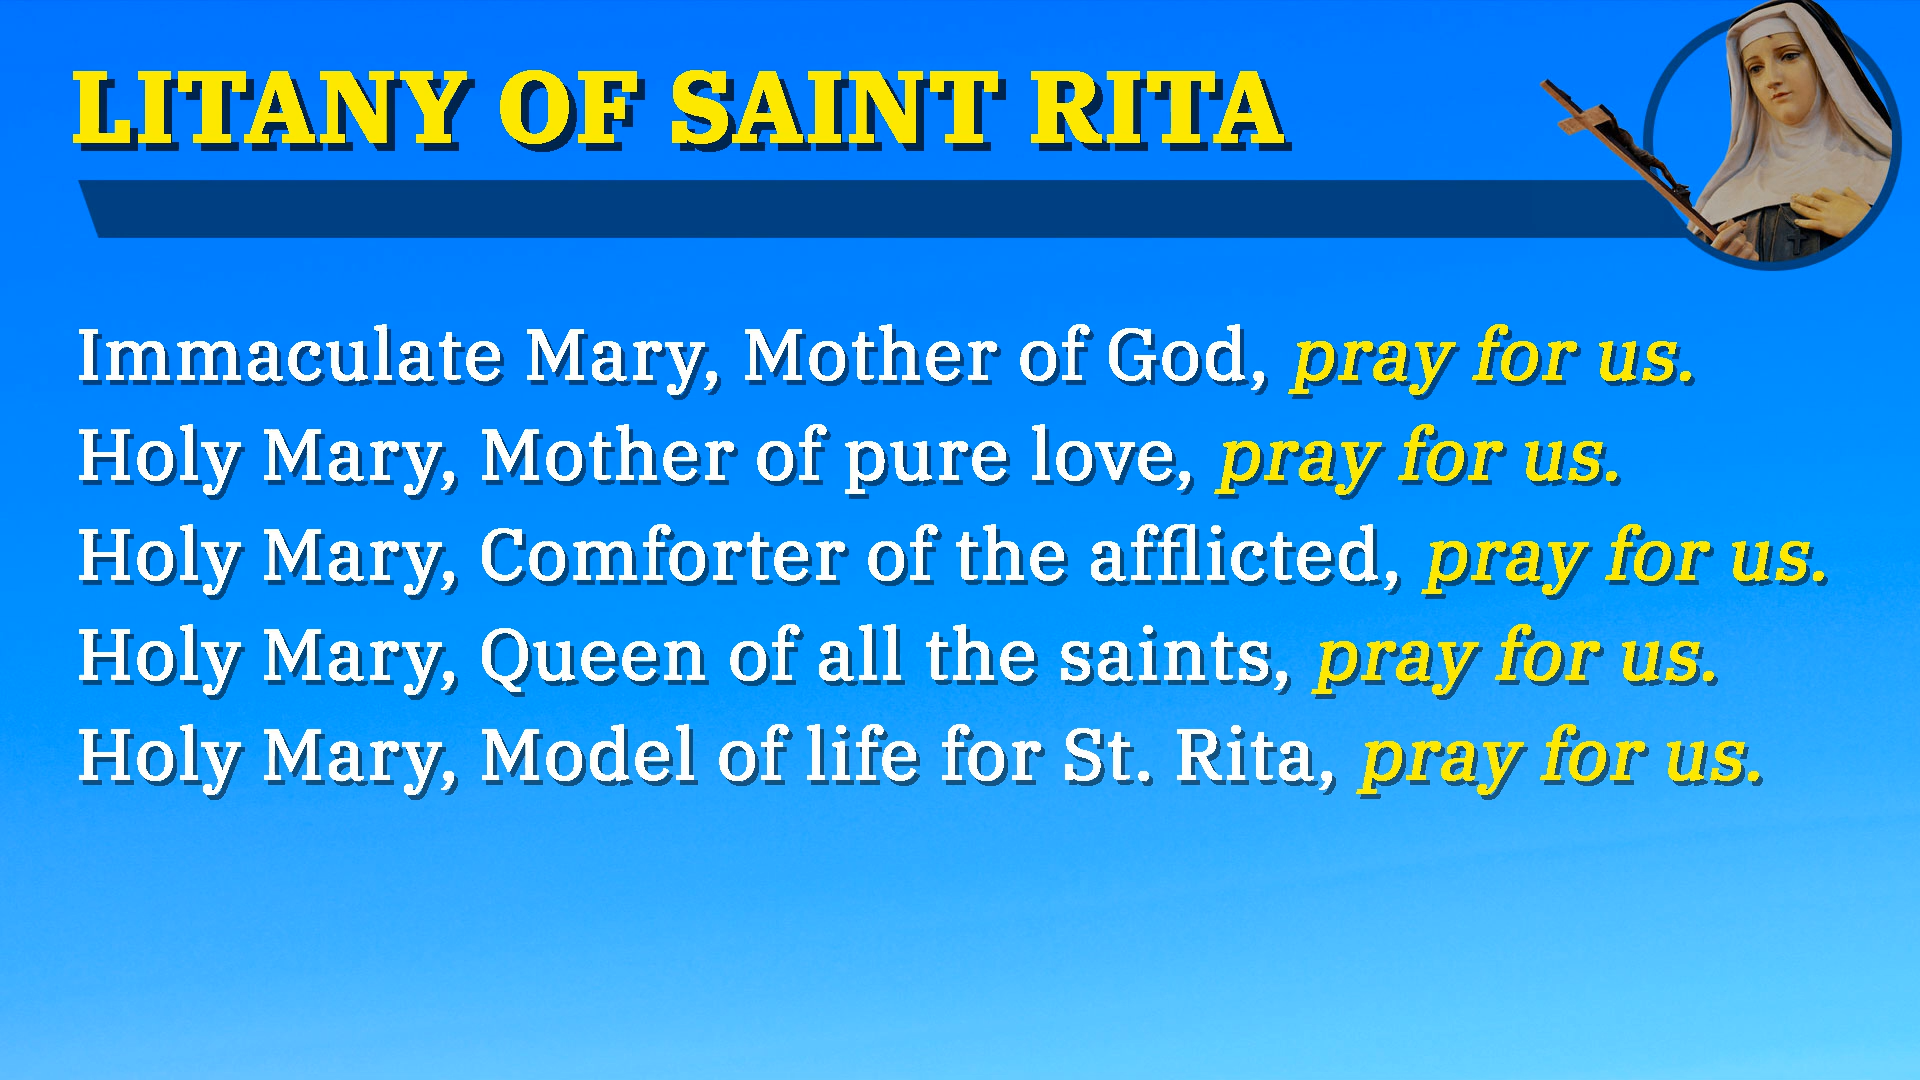 LITANY OF SAINT RITA
Immaculate Mary, Mother of God, pray for us.
Holy Mary, Mother of pure love, pray for us.
Holy Mary, Comforter of the afflicted, pray for us.
Holy Mary, Queen of all the saints, pray for us.
Holy Mary, Model of life for St. Rita, pray for us.